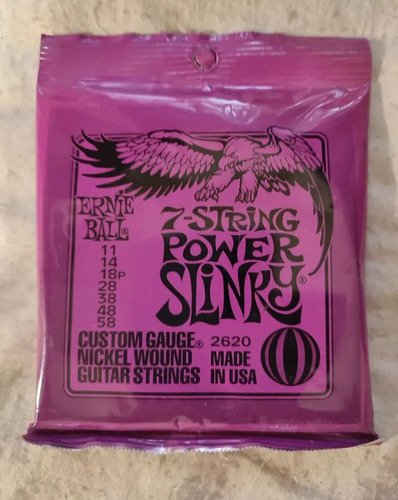 ERNIE
BALL®
7-STRING
POWER
SLINKY®
11
14
18P
28
38
48
58
CUSTOM GAUGE®
NICKEL WOUND
GUITAR STRINGS
2620
MADE
IN USA